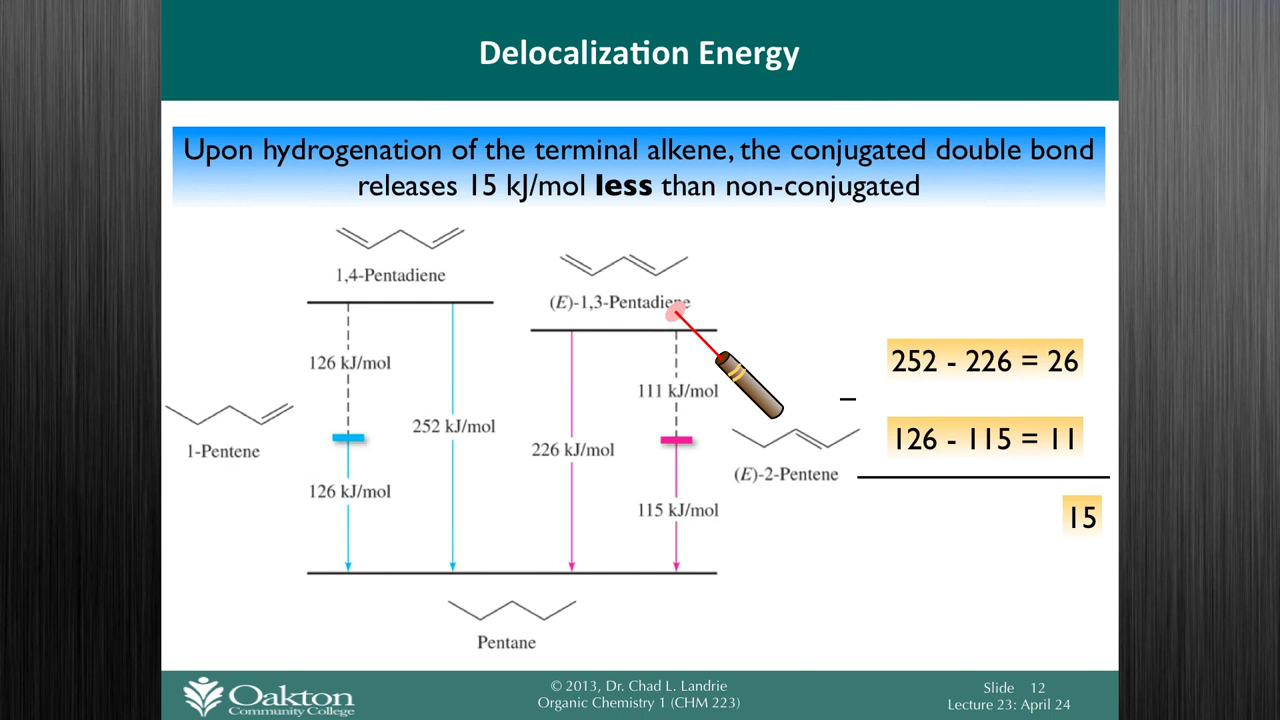 Delocalization Energy
Upon hydrogenation of the terminal alkene, the conjugated double bond
releases 15 kJ/mol less than non-conjugated
1,4-Pentadiene
(E)-1,3-Pentadiene
126 kJ/mol
252 - 226 = 26
111 kJ/mol
–
1-Pentene
252 kJ/mol
226 kJ/mol
(E)-2-Pentene
126 - 115 = 11
126 kJ/mol
115 kJ/mol
15
Pentane
Oakton
Community College
© 2013, Dr. Chad L. Landrie
Organic Chemistry 1 (CHM 223)
Slide 12
Lecture 23: April 24